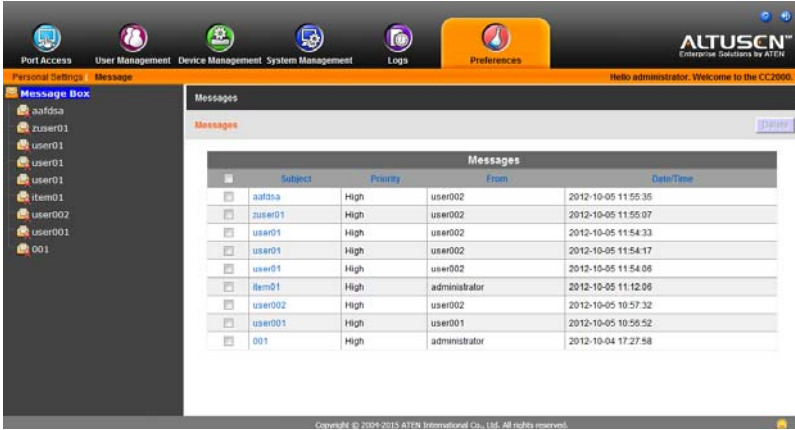 ALTUSEN™
Enterprise Solutions by ATEN
Port Access User Management Device Management System Management Logs Preferences
Personal Settings Message Hello administrator. Welcome to the CC2000.
Message Box
aafdsa
zuser01
user01
user01
user01
item01
user002
user001
001
Messages
Messages Delete
Messages
Subject Priority From Date/Time
aafdsa High user002 2012-10-05 11:55:35
zuser01 High user002 2012-10-05 11:55:07
user01 High user002 2012-10-05 11:54:33
user01 High user002 2012-10-05 11:54:17
user01 High user002 2012-10-05 11:54:06
item01 High administrator 2012-10-05 11:12:06
user002 High user002 2012-10-05 10:57:32
user001 High user001 2012-10-05 10:56:52
001 High administrator 2012-10-04 17:27:58
Copyright © 2004-2015 ATEN International Co., Ltd. All rights reserved.